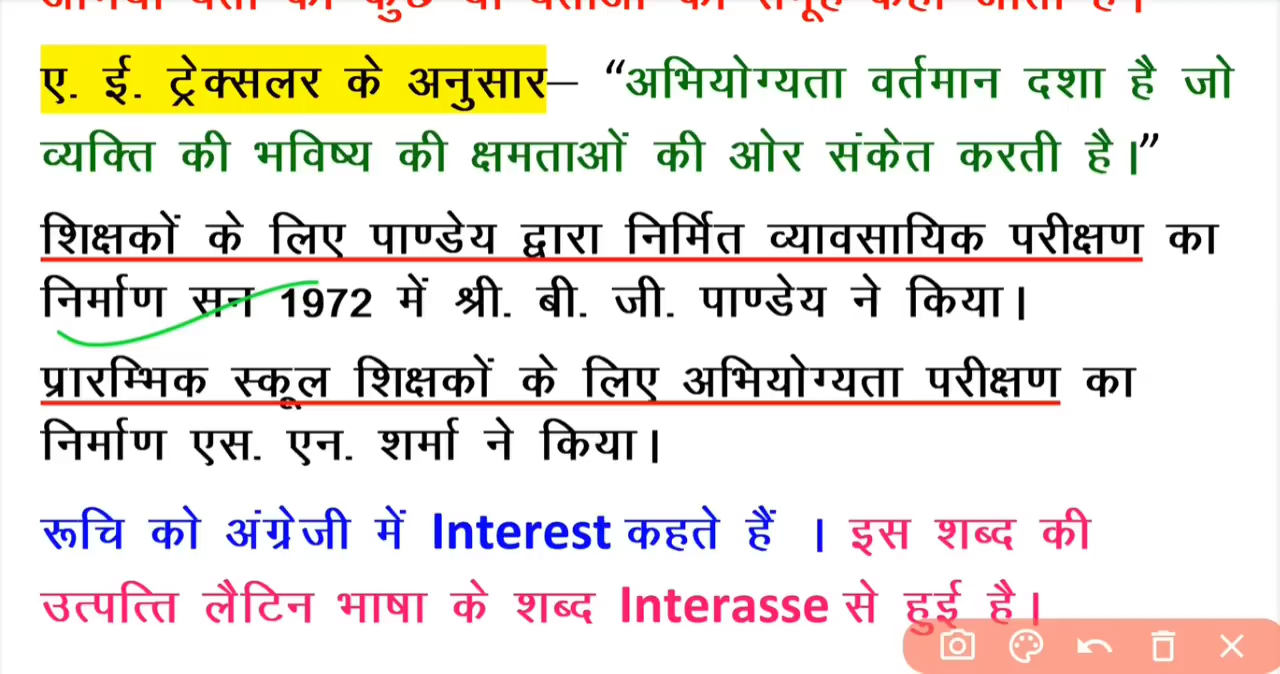 ए. ई. ट्रेक्सलर के अनुसार– “अभियोग्यता वर्तमान दशा है जो
व्यक्ति की भविष्य की क्षमताओं की ओर संकेत करती है।”
शिक्षकों के लिए पाण्डेय द्वारा निर्मित व्यावसायिक परीक्षण का
निर्माण सन 1972 में श्री. बी. जी. पाण्डेय ने किया।
प्रारम्भिक स्कूल शिक्षकों के लिए अभियोग्यता परीक्षण का
निर्माण एस. एन. शर्मा ने किया।
रूचि को अंग्रेजी में Interest कहते हैं । इस शब्द की
उत्पत्ति लैटिन भाषा के शब्द Interasse से हुई है।